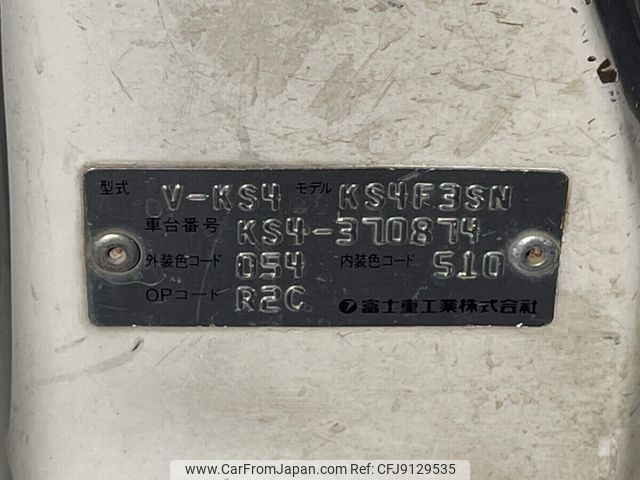 型式 V-KS4 モデル KS4F3SN
車台番号 KS4-370874
外装色コード 054 内装色コード 510
OPコード R2C 富士重工業株式会社
www.CarFromJapan.com | Car ID: CFJ9129535